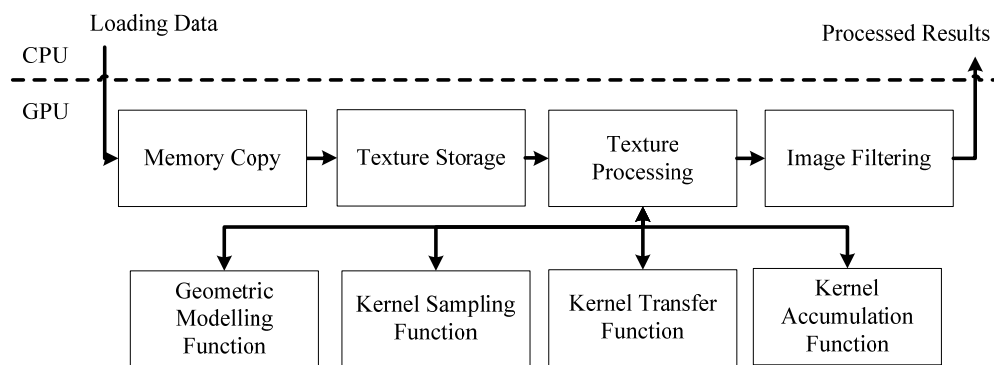 Loading Data
Processed Results
CPU
GPU
Memory Copy
Texture Storage
Texture
Processing
Image Filtering
Geometric
Modelling
Function
Kernel Sampling
Function
Kernel Transfer
Function
Kernel
Accumulation
Function